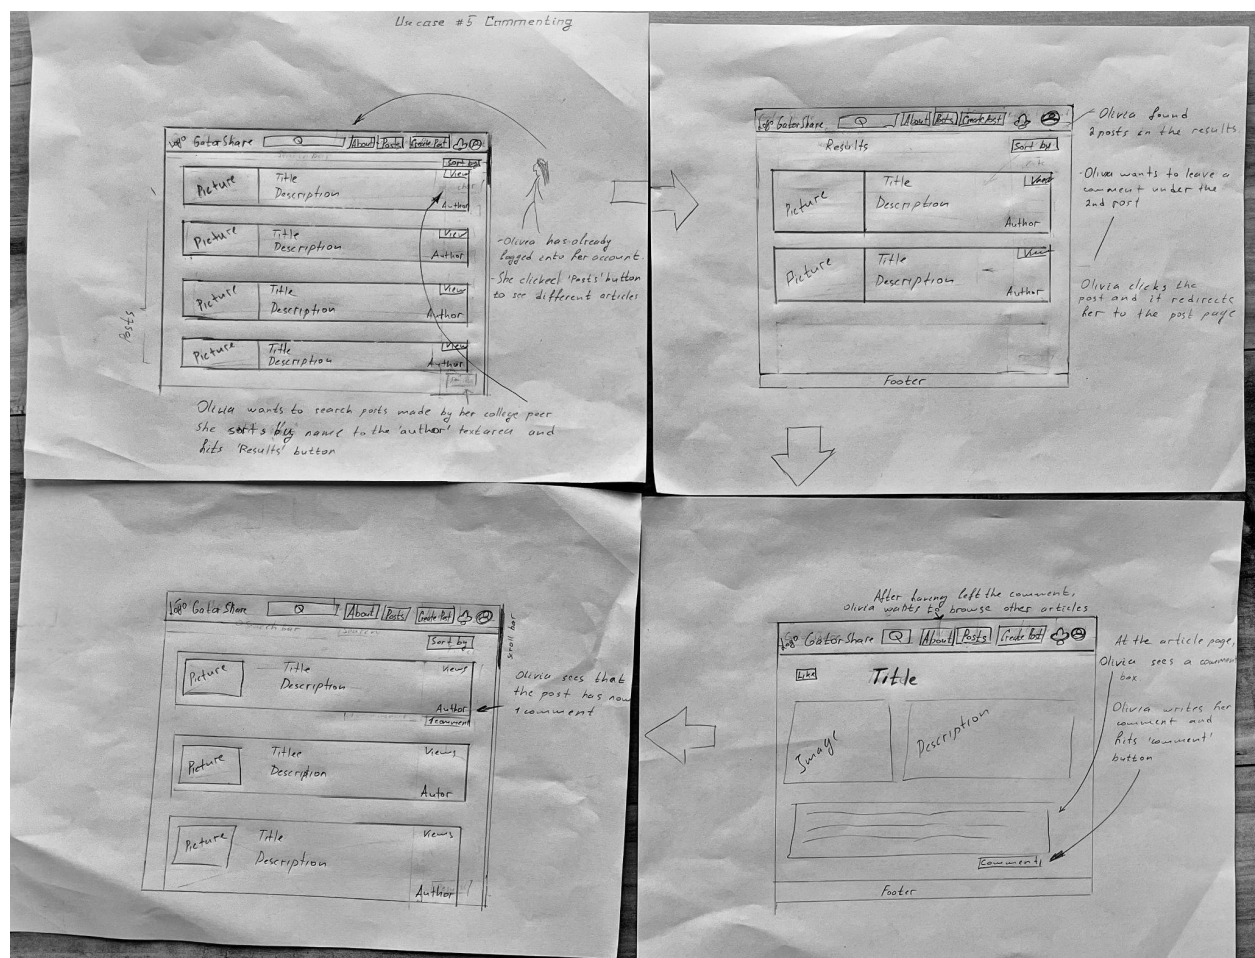 Usecase #5 Commenting
Logo GatorShare Q About Posts Create Post
Sort by
Picture
Title
Description
View
Author
Picture
Title
Description
View
Author
Picture
Title
Description
View
Author
Picture
Title
Description
View
Author
Posts
-Olivea has already
logged into her account.
-She clicked 'Posts' button
to see different articles
Olivia wants to search posts made by her college peer
She sorts by name to the 'author' textarea and
hits 'Results' button
Logo GatorShare Q About Posts Create Post
Results
Sort by
Picture
Title
Description
View
Author
Picture
Title
Description
View
Author
Footer
-Olivia found
2 posts in the results.
-Oliva wants to leave a
comment under the
2nd post
Olivia clicks the
post and it redirects
her to the post page
After having left the comment,
Olivia wants to browse other articles
Logo GatorShare Q About Posts Create Post
Like
Title
Image
Description
Comment
Footer
At the article page,
Olivia sees a comment
box
Olivia writes her
comment and
hits 'comment'
button
Logo GatorShare Q About Posts Create Post
Search bar
Sort by
scroll bar
Picture
Title
Description
Views
Author
1 comment
Picture
Titler
Description
Views
Autor
Picture
Title
Description
Views
Author
Olivia sees that
the post has now
1 comment